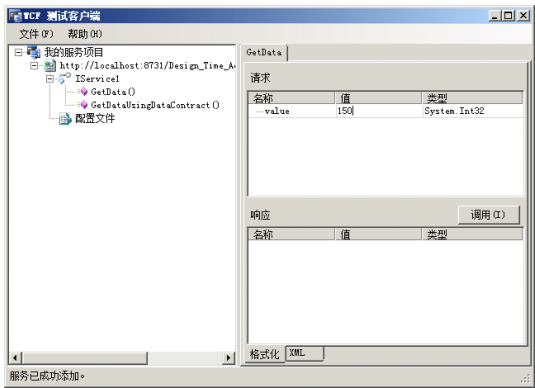 WCF 测试客户端
文件(F) 帮助(H)
我的服务项目
http://localhost:8731/Design_Time_A
IService1
GetData()
GetDataUsingDataContract()
配置文件
GetData
请求
名称 值 类型
value 150 System.Int32
响应 调用(I)
名称 值 类型
格式化 XML
服务已成功添加。